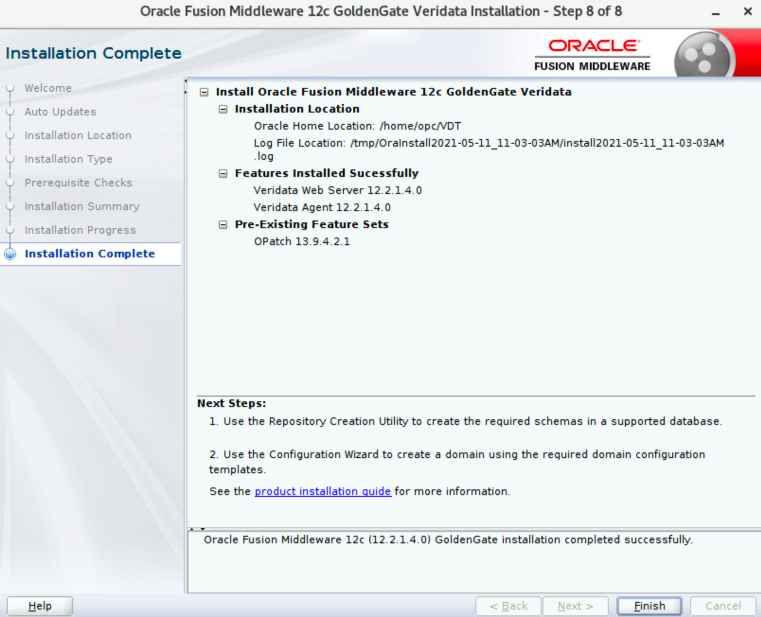 Oracle Fusion Middleware 12c GoldenGate Veridata Installation - Step 8 of 8
Installation Complete
ORACLE
FUSION MIDDLEWARE
Welcome
Auto Updates
Installation Location
Installation Type
Prerequisite Checks
Installation Summary
Installation Progress
Installation Complete
Install Oracle Fusion Middleware 12c GoldenGate Veridata
Installation Location
Oracle Home Location: /home/opc/VDT
Log File Location: /tmp/OraInstall2021-05-11_11-03-03AM/install2021-05-11_11-03-03AM
.log
Features Installed Sucessfully
Veridata Web Server 12.2.1.4.0
Veridata Agent 12.2.1.4.0
Pre-Existing Feature Sets
OPatch 13.9.4.2.1
Next Steps:
1. Use the Repository Creation Utility to create the required schemas in a supported database.
2. Use the Configuration Wizard to create a domain using the required domain configuration
templates.
See the product installation guide for more information.
Oracle Fusion Middleware 12c (12.2.1.4.0) GoldenGate installation completed successfully.
Help
< Back
Next >
Finish
Cancel